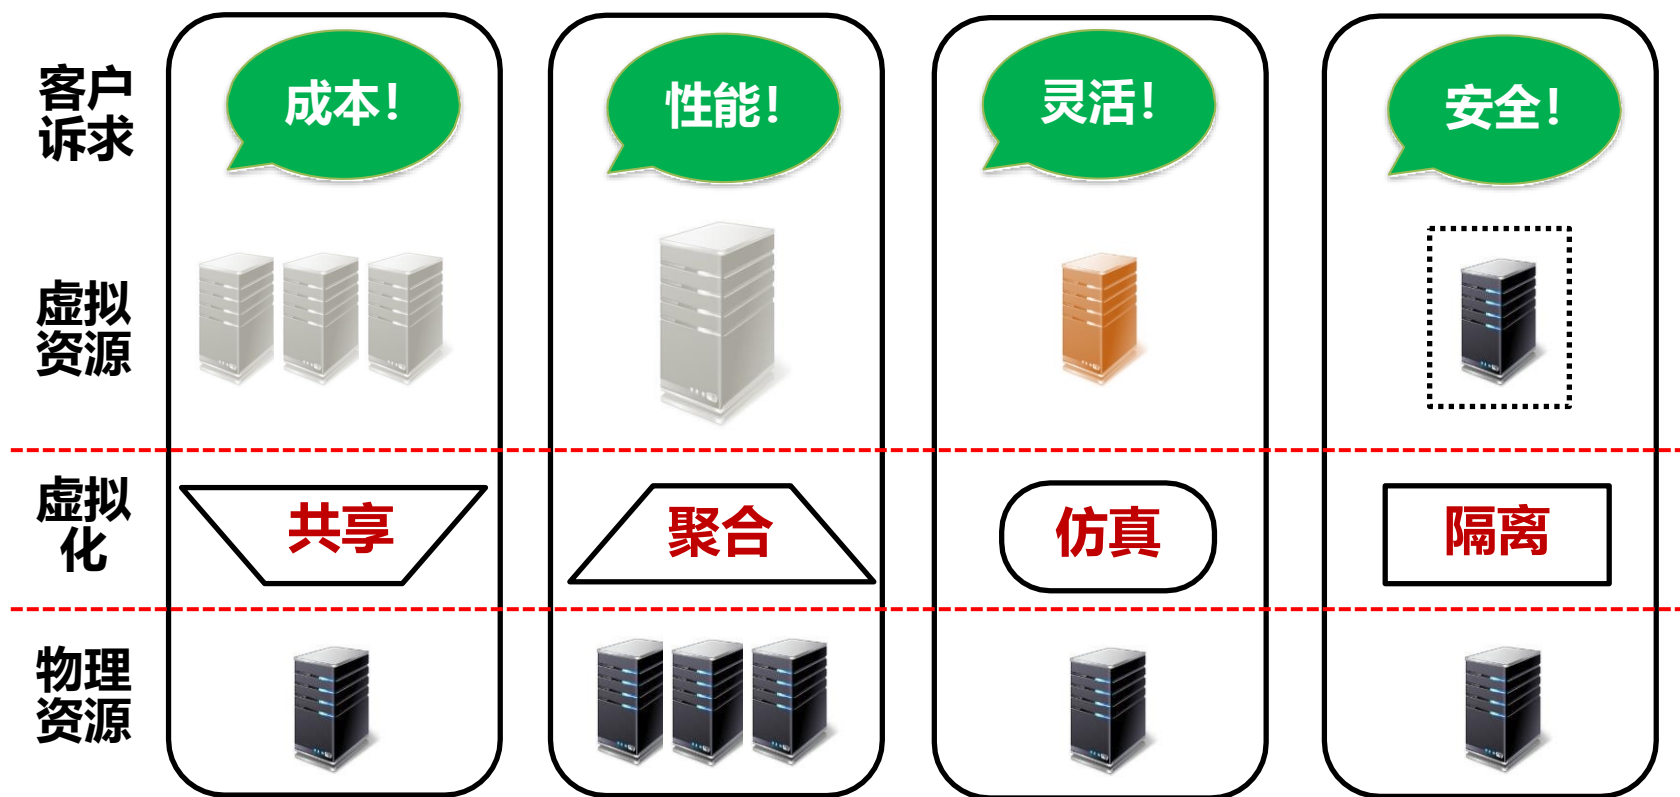 客户
诉求
成本！
性能！
灵活！
安全！
虚拟
资源
虚拟
化
共享
聚合
仿真
隔离
物理
资源